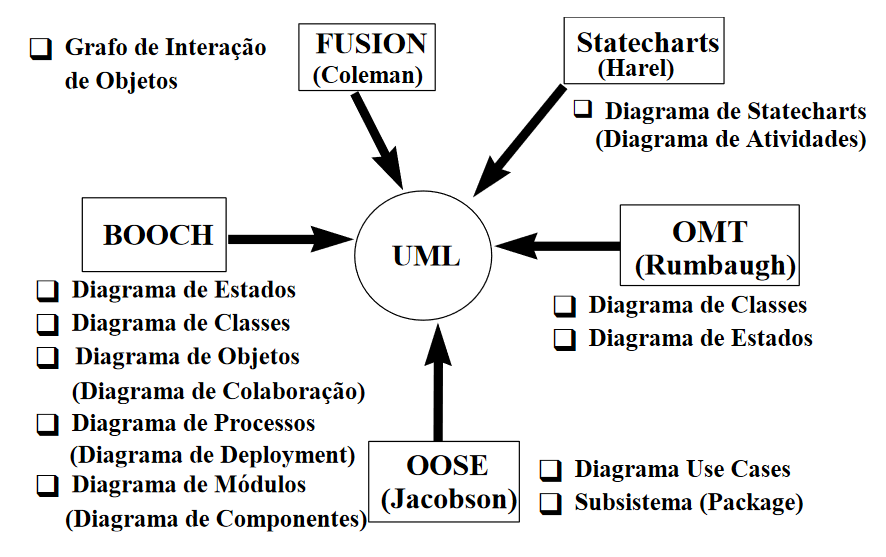 Grafo de Interação
de Objetos
FUSION
(Coleman)
Statecharts
(Harel)
Diagrama de Statecharts
(Diagrama de Atividades)
BOOCH
UML
OMT
(Rumbaugh)
Diagrama de Estados
Diagrama de Classes
Diagrama de Objetos
(Diagrama de Colaboração)
Diagrama de Processos
(Diagrama de Deployment)
Diagrama de Módulos
(Diagrama de Componentes)
Diagrama de Classes
Diagrama de Estados
OOSE
(Jacobson)
Diagrama Use Cases
Subsistema (Package)